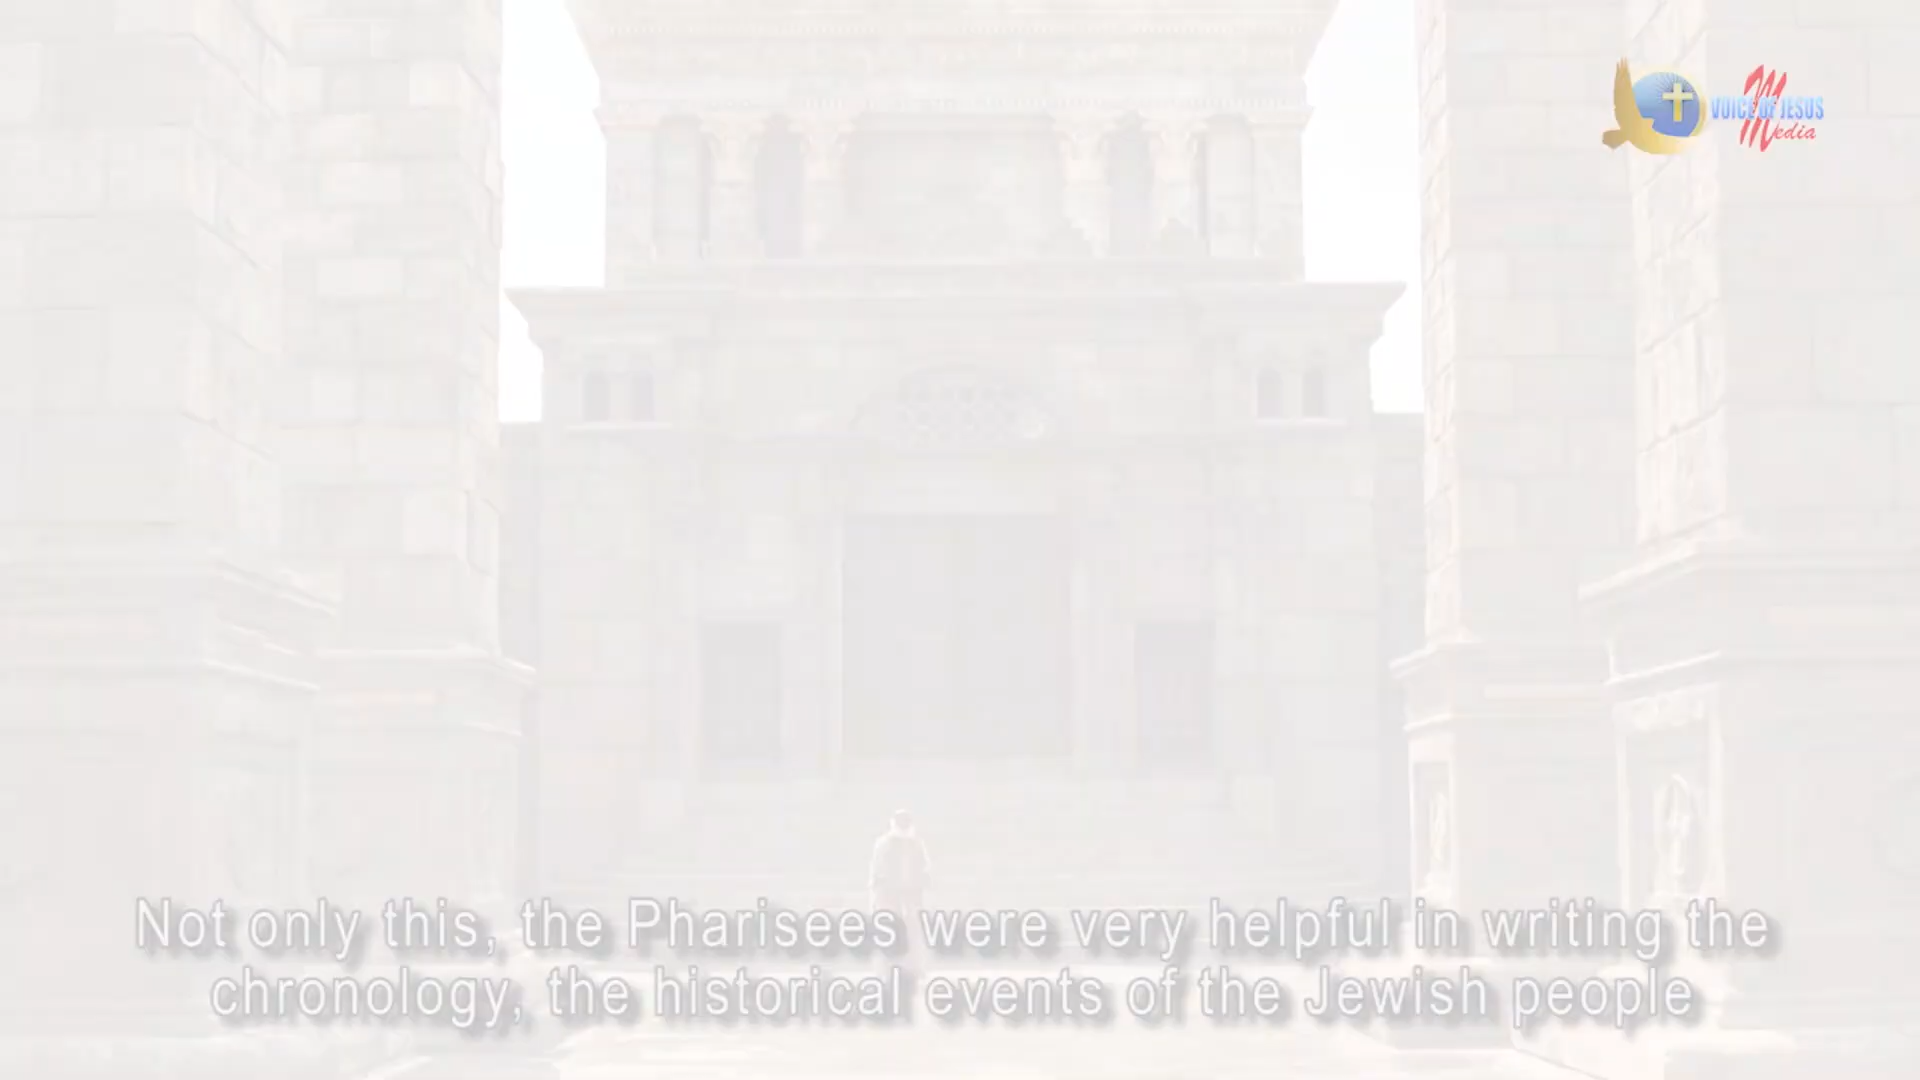 VOICE OF JESUS
Media
Not only this, the Pharisees were very helpful in writing the
chronology, the historical events of the Jewish people